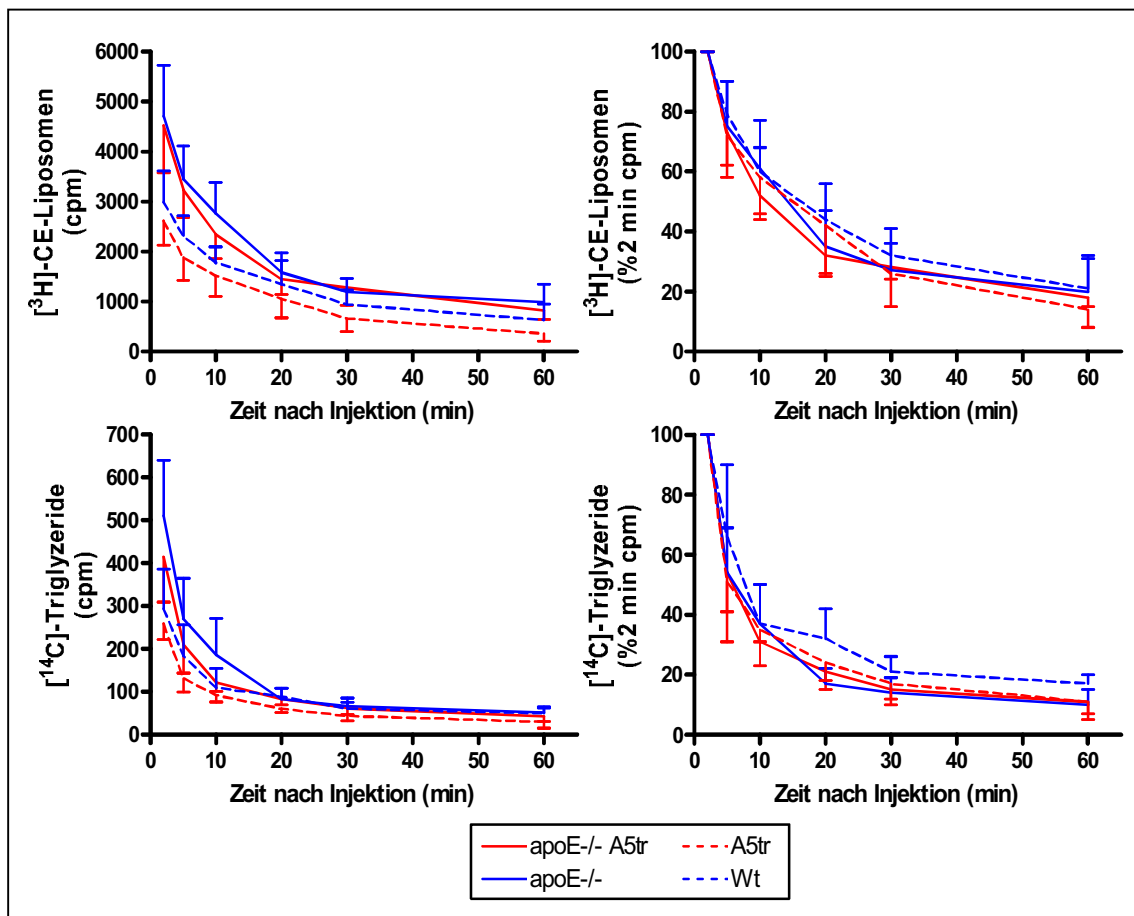 [³H]-CE-Liposomen
(cpm)
6000
5000
4000
3000
2000
1000
0
0 10 20 30 40 50 60
Zeit nach Injektion (min)
[³H]-CE-Liposomen
(%2 min cpm)
100
80
60
40
20
0
0 10 20 30 40 50 60
Zeit nach Injektion (min)
[¹⁴C]-Triglyzeride
(cpm)
700
600
500
400
300
200
100
0
0 10 20 30 40 50 60
Zeit nach Injektion (min)
[¹⁴C]-Triglyzeride
(%2 min cpm)
100
80
60
40
20
0
0 10 20 30 40 50 60
Zeit nach Injektion (min)
apoE-/- A5tr A5tr
apoE-/- Wt